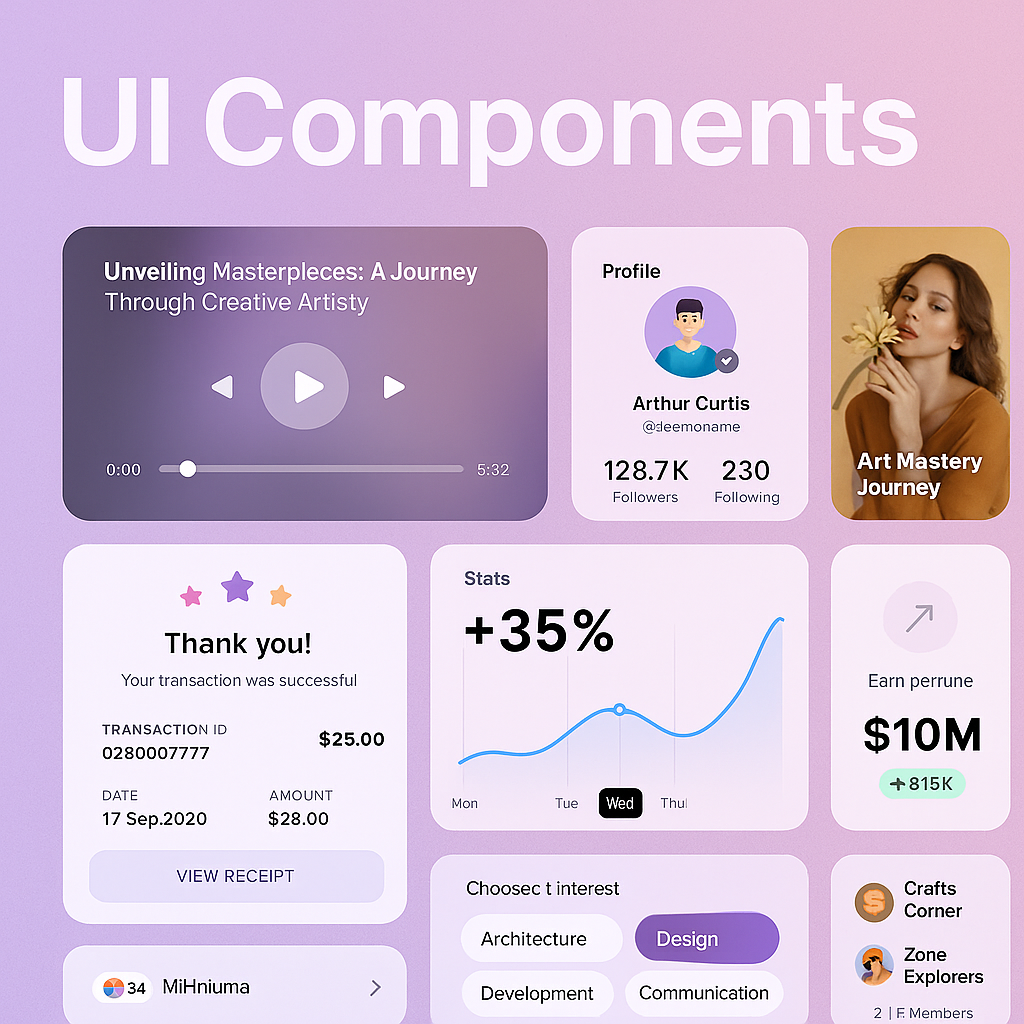 UI Components
Unveiling Masterpleces: A Journey
Through Creative Artisty
0:00
5:32
Profile
Arthur Curtis
@deemoname
128.7K
230
Followers
Following
Art Mastery
Journey
Thank you!
Your transaction was successful
TRANSACTION ID
0280007777
$25.00
DATE
AMOUNT
17 Sep.2020
$28.00
VIEW RECEIPT
Stats
+35%
Mon
Tue
Wed
Thul
Earn perrune
$10M
+815K
Choosec t interest
Architecture
Design
Development
Communication
34
MiHniuma
Crafts
Corner
Zone
Explorers
2 | F. Members